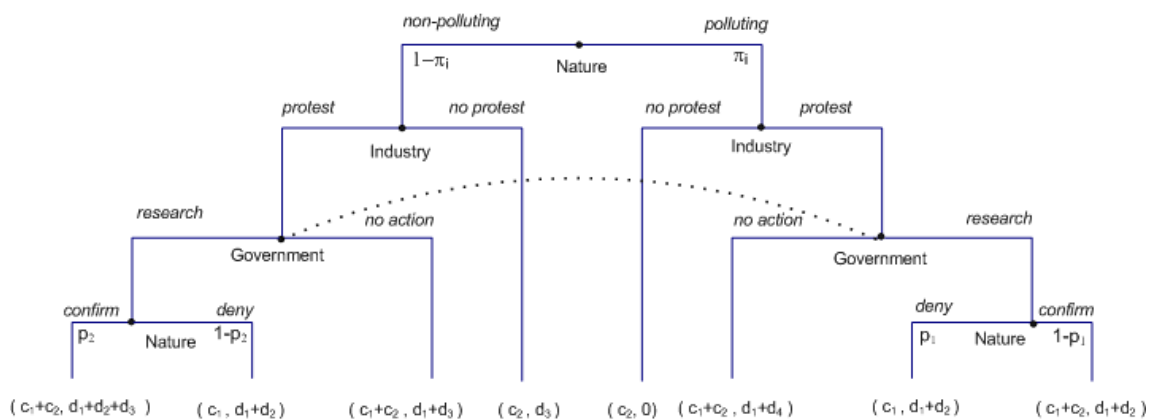 non-polluting polluting
1−πᵢ Nature πᵢ
protest no protest no protest protest
Industry Industry
research no action no action research
Government Government
confirm deny deny confirm
p₂ Nature 1-p₂ p₁ Nature 1-p₁
( c₁+c₂, d₁+d₂+d₃ ) ( c₁ , d₁+d₂ ) ( c₁+c₂ , d₁+d₃ ) ( c₂, d₃ ) ( c₂, 0) ( c₁+c₂ , d₁+d₄ ) ( c₁ , d₁+d₂ ) ( c₁+c₂, d₁+d₂ )